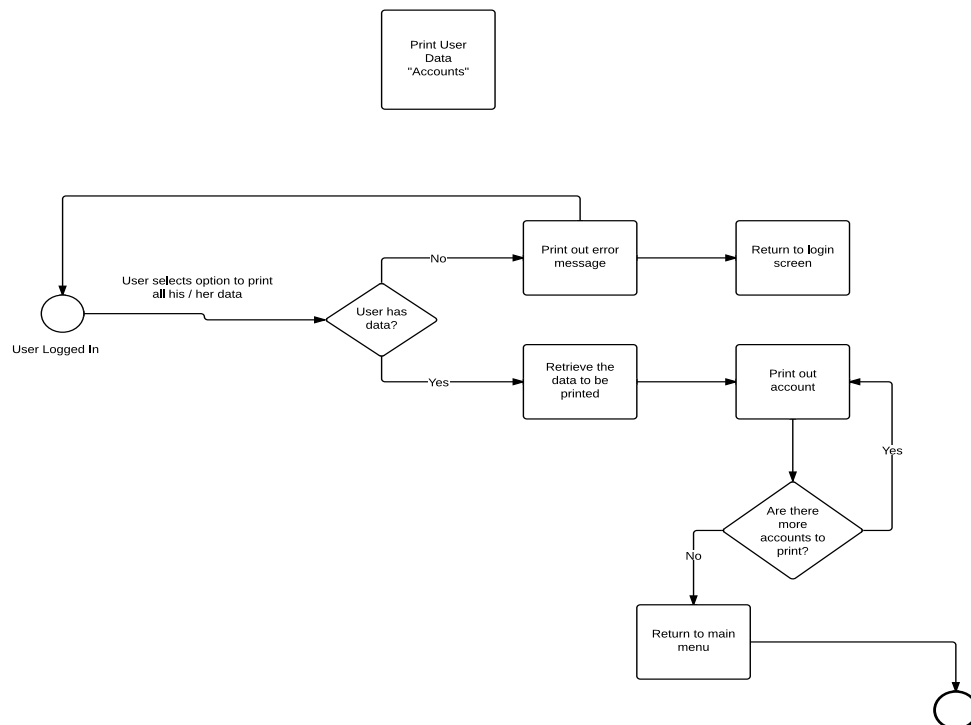 Print User
Data
"Accounts"
User selects option to print
all his / her data
User Logged In
User has
data?
No
Print out error
message
Return to login
screen
Yes
Retrieve the
data to be
printed
Print out
account
Yes
Are there
more
accounts to
print?
No
Return to main
menu